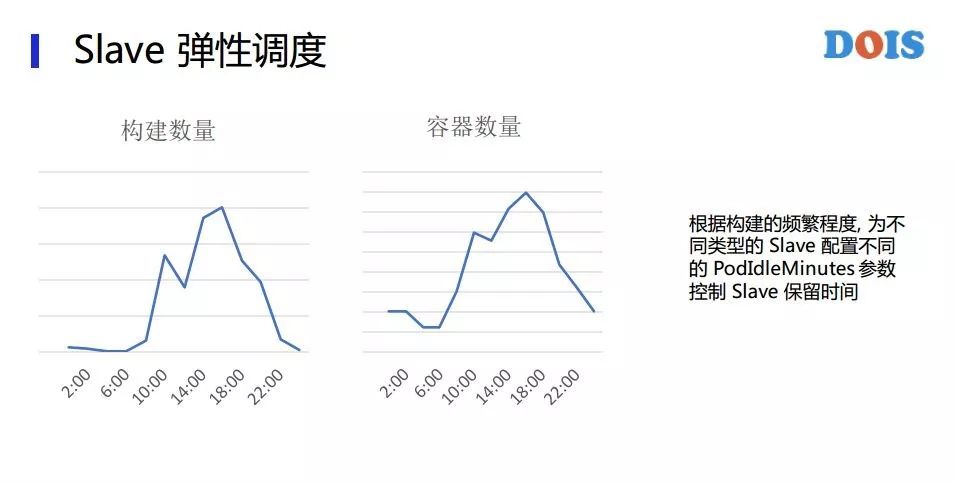 Slave 弹性调度
DOIS
构建数量
容器数量
2:00
6:00
10:00
14:00
18:00
22:00
2:00
6:00
10:00
14:00
18:00
22:00
根据构建的频繁程度, 为不
同类型的 Slave 配置不同
的 PodIdleMinutes 参数
控制 Slave 保留时间